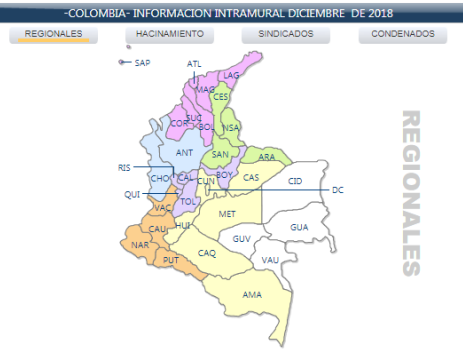 -COLOMBIA- INFORMACION INTRAMURAL DICIEMBRE DE 2018
REGIONALES HACINAMIENTO SINDICADOS CONDENADOS
SAP ATL
LAG
MAG
CES
SUC
COR BOL NSA
ANT SAN ARA
RIS CHO CAL CUN BOY CAS CID
QUI TOL DC
VAC MET
CAU HUI GUV GUA
NAR PUT CAQ VAU
AMA
REGIONALES